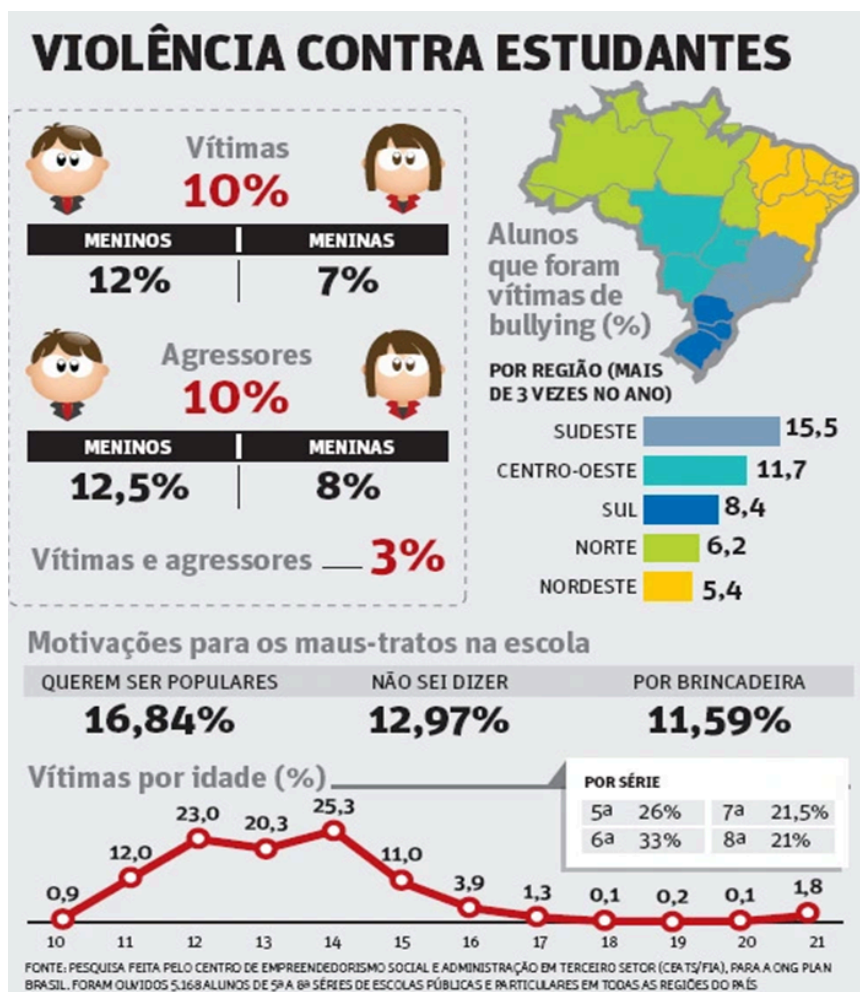 VIOLÊNCIA CONTRA ESTUDANTES
Vítimas
10%
MENINOS MENINAS
12% 7%
Agressores
10%
MENINOS MENINAS
12,5% 8%
Vítimas e agressores 3%
Alunos
que foram
vítimas de
bullying (%)
POR REGIÃO (MAIS
DE 3 VEZES NO ANO)
SUDESTE 15,5
CENTRO-OESTE 11,7
SUL 8,4
NORTE 6,2
NORDESTE 5,4
Motivações para os maus-tratos na escola
QUEREM SER POPULARES NÃO SEI DIZER POR BRINCADEIRA
16,84% 12,97% 11,59%
Vítimas por idade (%)
POR SÉRIE
5ª 26% 7ª 21,5%
6ª 33% 8ª 21%
0,9 12,0 23,0 20,3 25,3 11,0 3,9 1,3 0,1 0,2 0,1 1,8
10 11 12 13 14 15 16 17 18 19 20 21
FONTE: PESQUISA FEITA PELO CENTRO DE EMPREENDEDORISMO SOCIAL E ADMINISTRAÇÃO EM TERCEIRO SETOR (CEATS/FIA), PARA A ONG PLAN
BRASIL. FORAM OUVIDOS 5.168 ALUNOS DE 5ª A 8ª SÉRIES DE ESCOLAS PÚBLICAS E PARTICULARES EM TODAS AS REGIÕES DO PAÍS